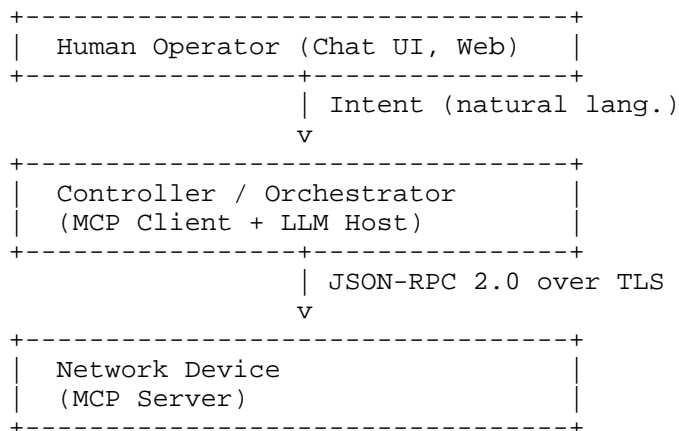 +---------------------------------+
|  Human Operator (Chat UI, Web)  |
+-----------------+---------------+
| Intent (natural lang.)
v
+---------------------------------+
|  Controller / Orchestrator      |
|  (MCP Client + LLM Host)        |
+-----------------+---------------+
| JSON-RPC 2.0 over TLS
v
+---------------------------------+
|  Network Device                 |
|  (MCP Server)                   |
+---------------------------------+